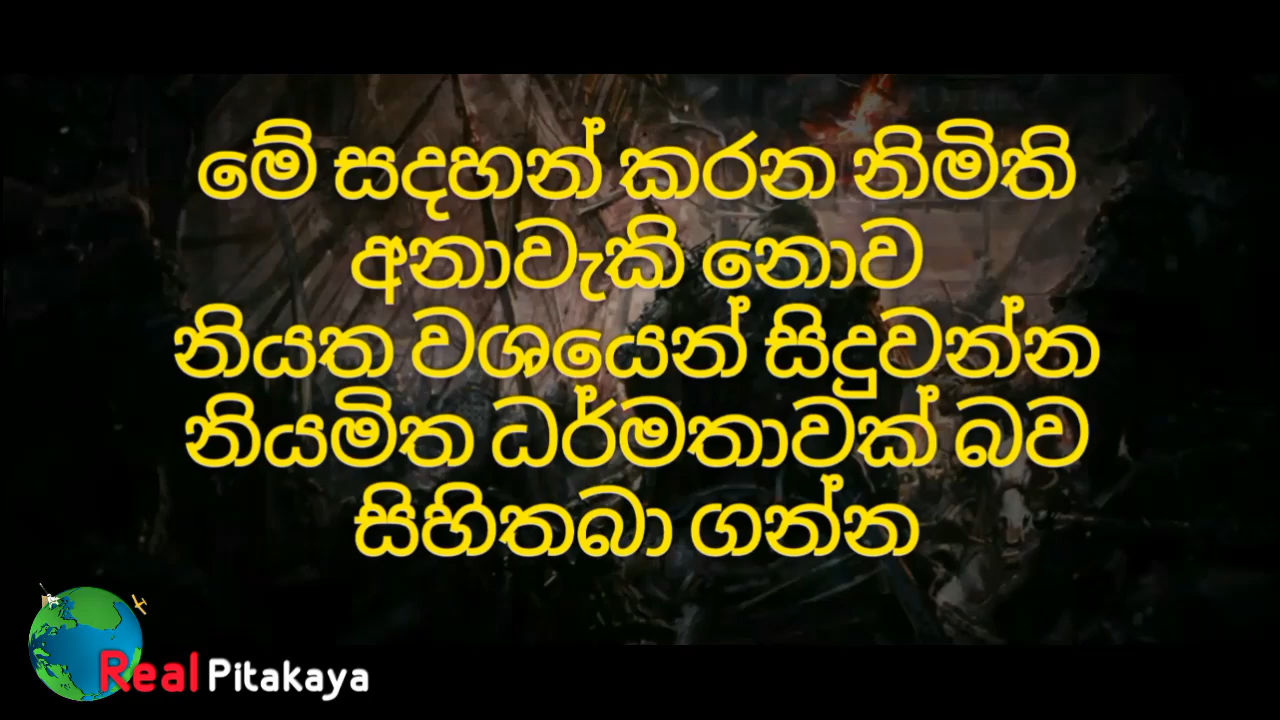 මේ සදහන් කරන නිමිති
අනාවැකි නොව
නියත වශයෙන් සිදුවන්න
නියමිත ධර්මතාවක් බව
සිහිතබා ගන්න
Real Pitakaya